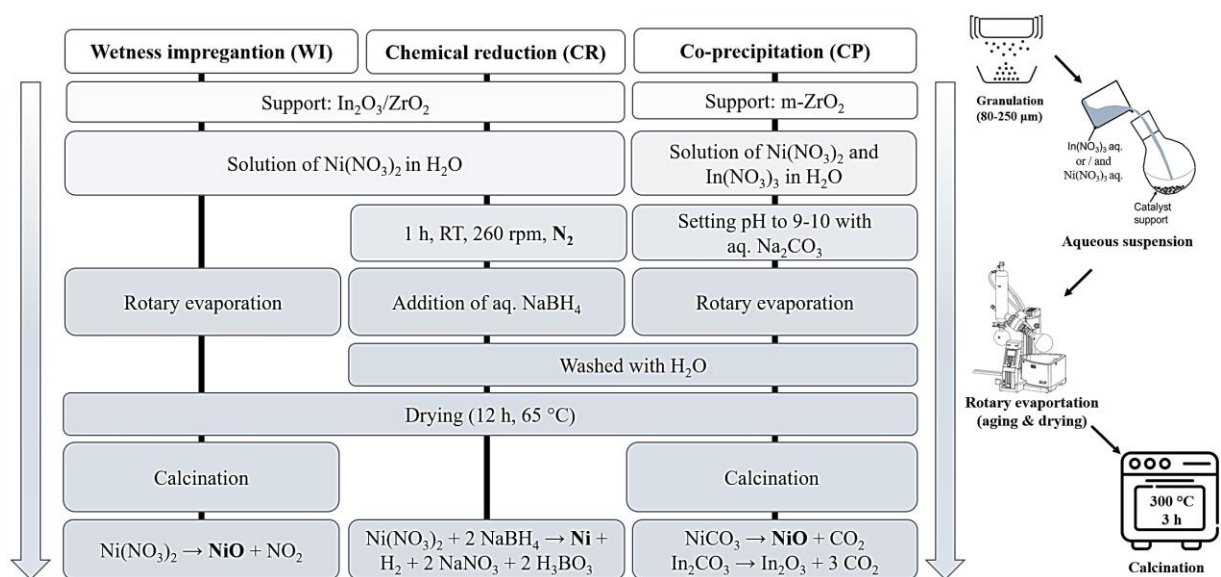 Wetness impregantion (WI)
Chemical reduction (CR)
Co-precipitation (CP)
Support: In₂O₃/ZrO₂
Support: m-ZrO₂
Solution of Ni(NO₃)₂ in H₂O
Solution of Ni(NO₃)₂ and
In(NO₃)₃ in H₂O
1 h, RT, 260 rpm, N₂
Setting pH to 9-10 with
aq. Na₂CO₃
Rotary evaporation
Addition of aq. NaBH₄
Rotary evaporation
Washed with H₂O
Drying (12 h, 65 °C)
Calcination
Calcination
Ni(NO₃)₂ → NiO + NO₂
Ni(NO₃)₂ + 2 NaBH₄ → Ni +
H₂ + 2 NaNO₃ + 2 H₃BO₃
NiCO₃ → NiO + CO₂
In₂CO₃ → In₂O₃ + 3 CO₂
Granulation
(80-250 µm)
In(NO₃)₃ aq.
or / and
Ni(NO₃)₃ aq.
Catalyst
support
Aqueous suspension
Rotary evaportation
(aging & drying)
300 °C
3 h
Calcination